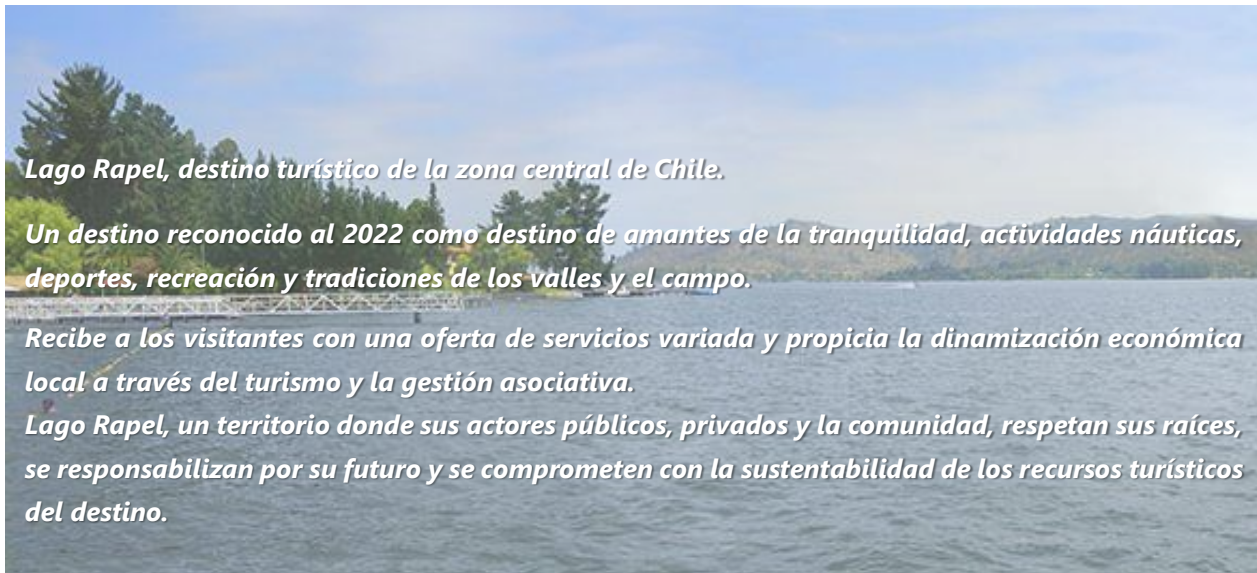 Lago Rapel, destino turístico de la zona central de Chile.
Un destino reconocido al 2022 como destino de amantes de la tranquilidad, actividades náuticas,
deportes, recreación y tradiciones de los valles y el campo.
Recibe a los visitantes con una oferta de servicios variada y propicia la dinamización económica
local a través del turismo y la gestión asociativa.
Lago Rapel, un territorio donde sus actores públicos, privados y la comunidad, respetan sus raíces,
se responsabilizan por su futuro y se comprometen con la sustentabilidad de los recursos turísticos
del destino.